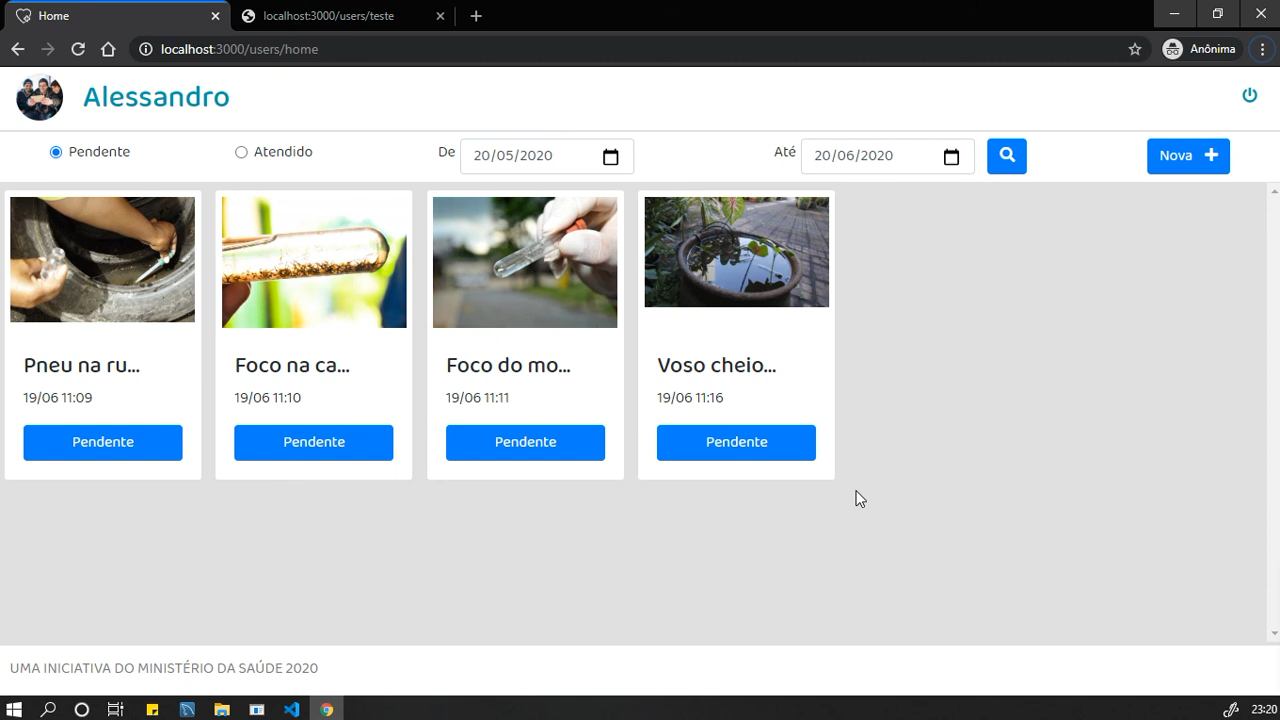 Home
localhost:3000/users/teste
localhost:3000/users/home
Anônima
Alessandro
Pendente
Atendido
De
20/05/2020
Até
20/06/2020
Nova
Pneu na ru...
19/06 11:09
Pendente
Foco na ca...
19/06 11:10
Pendente
Foco do mo...
19/06 11:11
Pendente
Voso cheio...
19/06 11:16
Pendente
UMA INICIATIVA DO MINISTÉRIO DA SAÚDE 2020
23:20